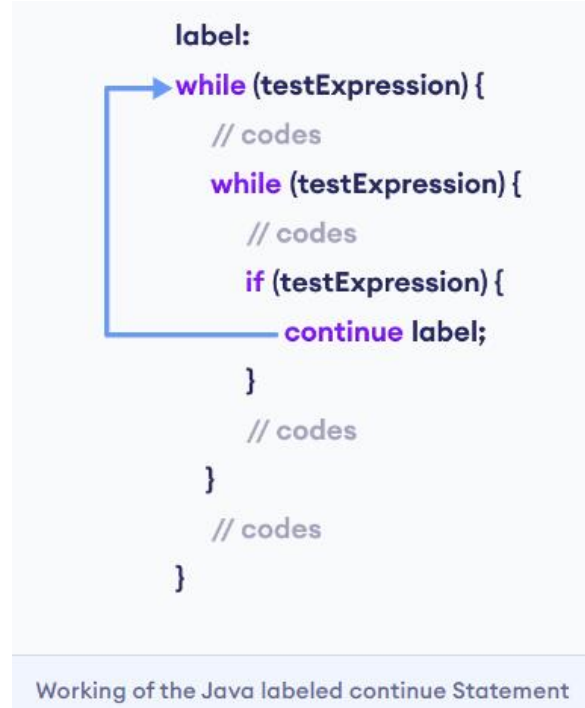 label:
while (testExpression) {
// codes
while (testExpression) {
// codes
if (testExpression) {
continue label;
}
// codes
}
// codes
}
Working of the Java labeled continue Statement